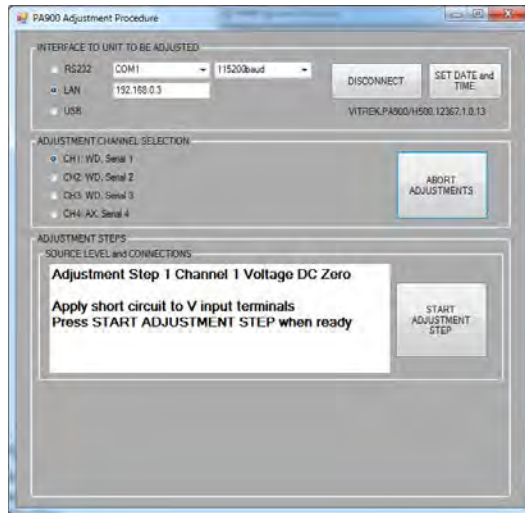 PA900 Adjustment Procedure
INTERFACE TO UNIT TO BE ADJUSTED
RS232 COM1 115200baud
LAN 192.168.0.3
USB
DISCONNECT
SET DATE and
TIME
VITREK,PA900/H500,12367,1.0.13
ADJUSTMENT CHANNEL SELECTION
CH1: WD, Serial 1
CH2: WD, Serial 2
CH3: WD, Serial 3
CH4: AX, Serial 4
ABORT
ADJUSTMENTS
ADJUSTMENT STEPS
SOURCE LEVEL and CONNECTIONS
Adjustment Step 1 Channel 1 Voltage DC Zero
Apply short circuit to V input terminals
Press START ADJUSTMENT STEP when ready
START
ADJUSTMENT
STEP